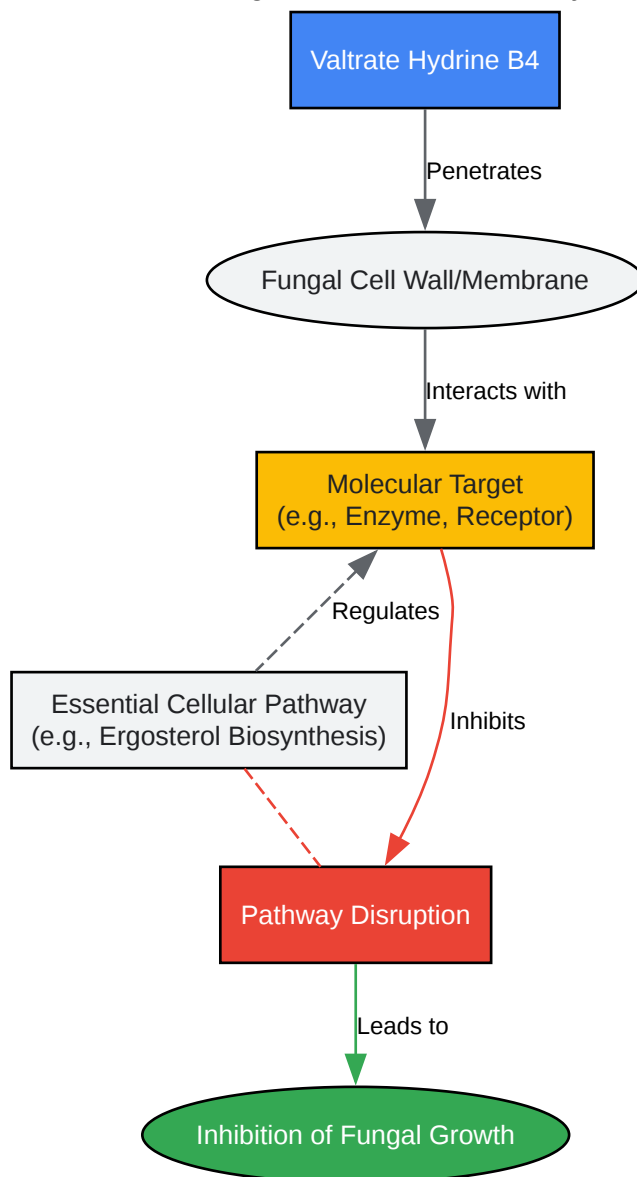 Valtrate Hydrine B4
Penetrates
Fungal Cell Wall/Membrane
Interacts with
Molecular Target
(e.g., Enzyme, Receptor)
Regulates
Essential Cellular Pathway
(e.g., Ergosterol Biosynthesis)
Inhibits
Pathway Disruption
Leads to
Inhibition of Fungal Growth